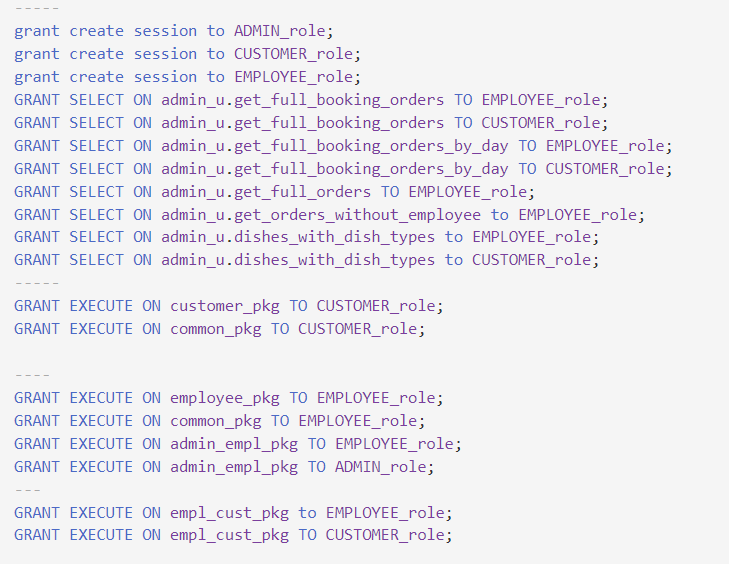 -----
grant create session to ADMIN_role;
grant create session to CUSTOMER_role;
grant create session to EMPLOYEE_role;
GRANT SELECT ON admin_u.get_full_booking_orders TO EMPLOYEE_role;
GRANT SELECT ON admin_u.get_full_booking_orders TO CUSTOMER_role;
GRANT SELECT ON admin_u.get_full_booking_orders_by_day TO EMPLOYEE_role;
GRANT SELECT ON admin_u.get_full_booking_orders_by_day TO CUSTOMER_role;
GRANT SELECT ON admin_u.get_full_orders TO EMPLOYEE_role;
GRANT SELECT ON admin_u.get_orders_without_employee to EMPLOYEE_role;
GRANT SELECT ON admin_u.dishes_with_dish_types to EMPLOYEE_role;
GRANT SELECT ON admin_u.dishes_with_dish_types to CUSTOMER_role;
-----
GRANT EXECUTE ON customer_pkg TO CUSTOMER_role;
GRANT EXECUTE ON common_pkg TO CUSTOMER_role;
----
GRANT EXECUTE ON employee_pkg TO EMPLOYEE_role;
GRANT EXECUTE ON common_pkg TO EMPLOYEE_role;
GRANT EXECUTE ON admin_empl_pkg TO EMPLOYEE_role;
GRANT EXECUTE ON admin_empl_pkg TO ADMIN_role;
---
GRANT EXECUTE ON empl_cust_pkg to EMPLOYEE_role;
GRANT EXECUTE ON empl_cust_pkg TO CUSTOMER_role;